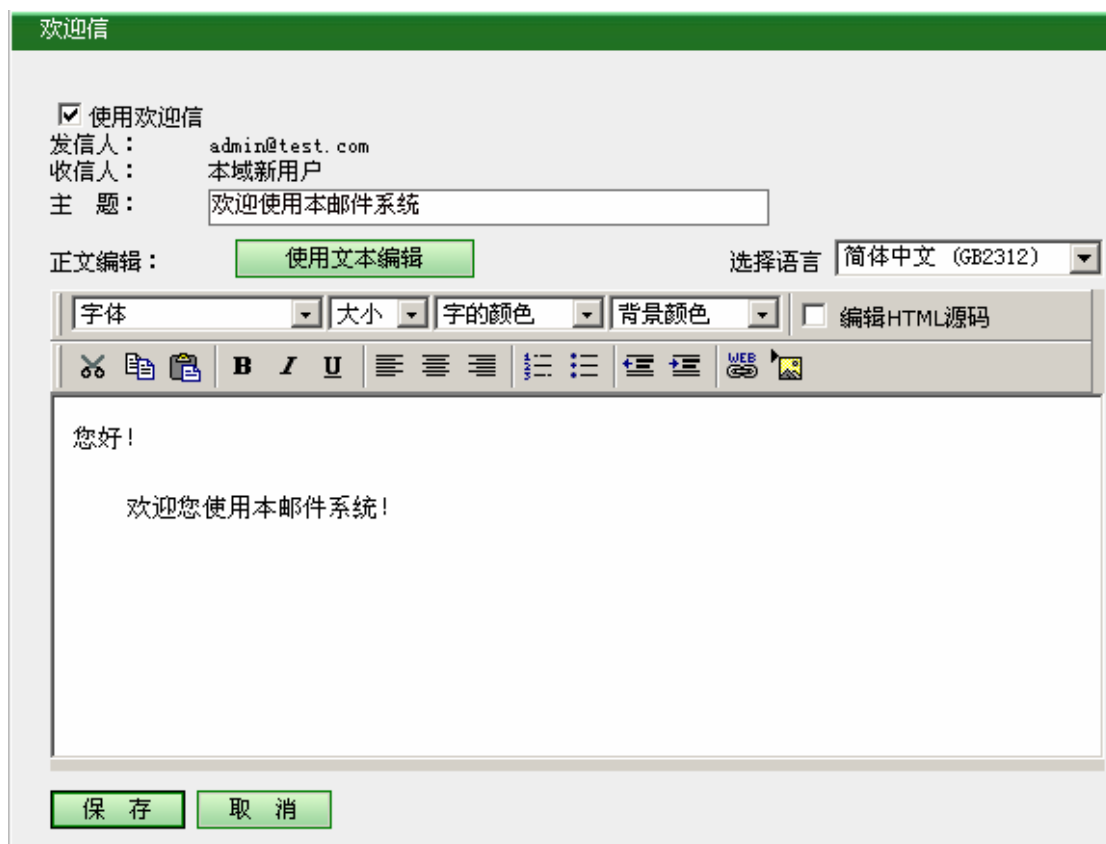 欢迎信
使用欢迎信
发信人： admin@test.com
收信人： 本域新用户
主 题： 欢迎使用本邮件系统
正文编辑： 使用文本编辑 选择语言 简体中文 (GB2312)
字体 大小 字的颜色 背景颜色 编辑HTML源码
B I U WEB
您好!
欢迎您使用本邮件系统!
保 存 取 消